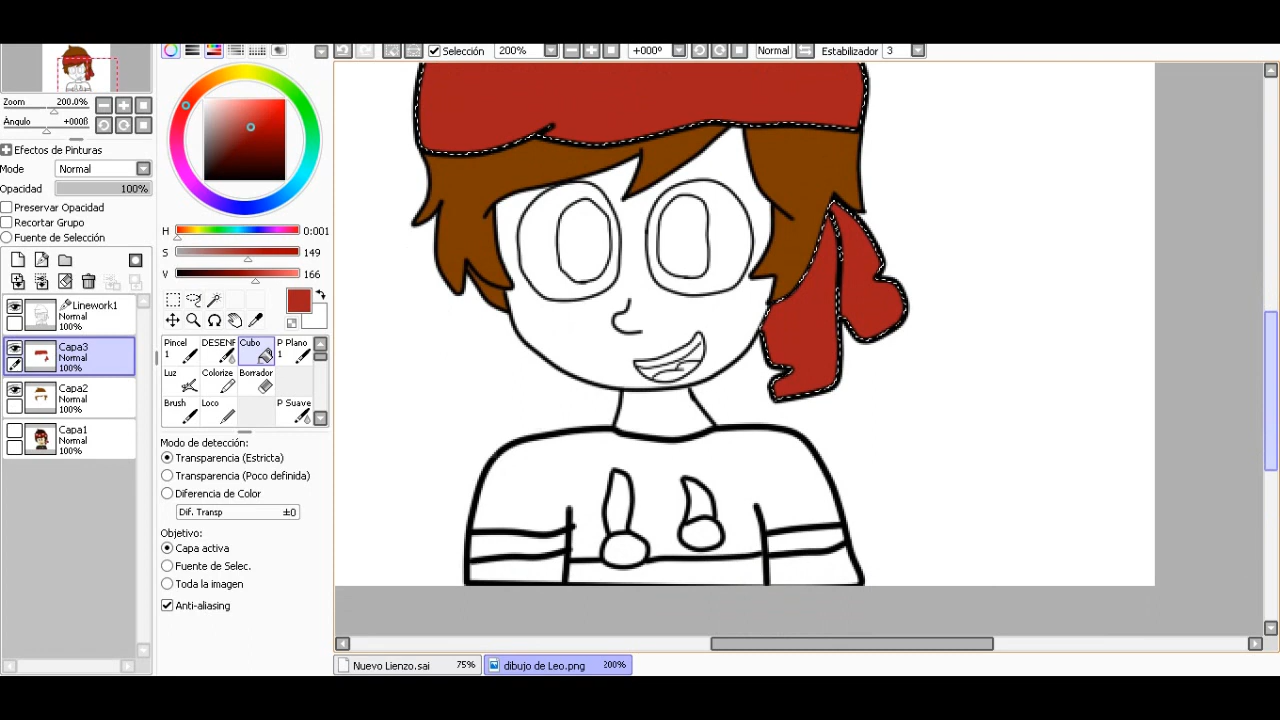 Selección 200% +000º Normal Estabilizador 3
Zoom 200.0%
Ángulo +000ß
Efectos de Pinturas
Mode Normal
Opacidad 100%
Preservar Opacidad
Recortar Grupo
Fuente de Selección
Linework1
Normal
100%
Capa3
Normal
100%
Capa2
Normal
100%
Capa1
Normal
100%
H 0:001
S 149
V 166
Pincel 1 DESENF Cubo P Plano 1
Luz Colorize Borrador
Brush Loco P Suave
Modo de detección:
Transparencia (Estricta)
Transparencia (Poco definida)
Diferencia de Color
Dif. Transp ±0
Objetivo:
Capa activa
Fuente de Selec.
Toda la imagen
Anti-aliasing
Nuevo Lienzo.sai 75% dibujo de Leo.png 200%